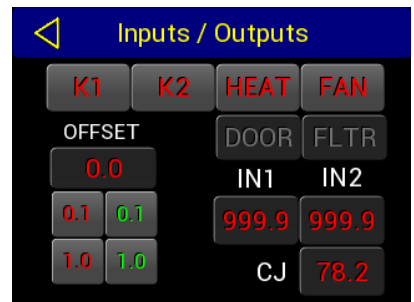 Inputs / Outputs
K1 K2 HEAT FAN
OFFSET DOOR FLTR
0.0 IN1 IN2
0.1 0.1 999.9 999.9
1.0 1.0 CJ 78.2